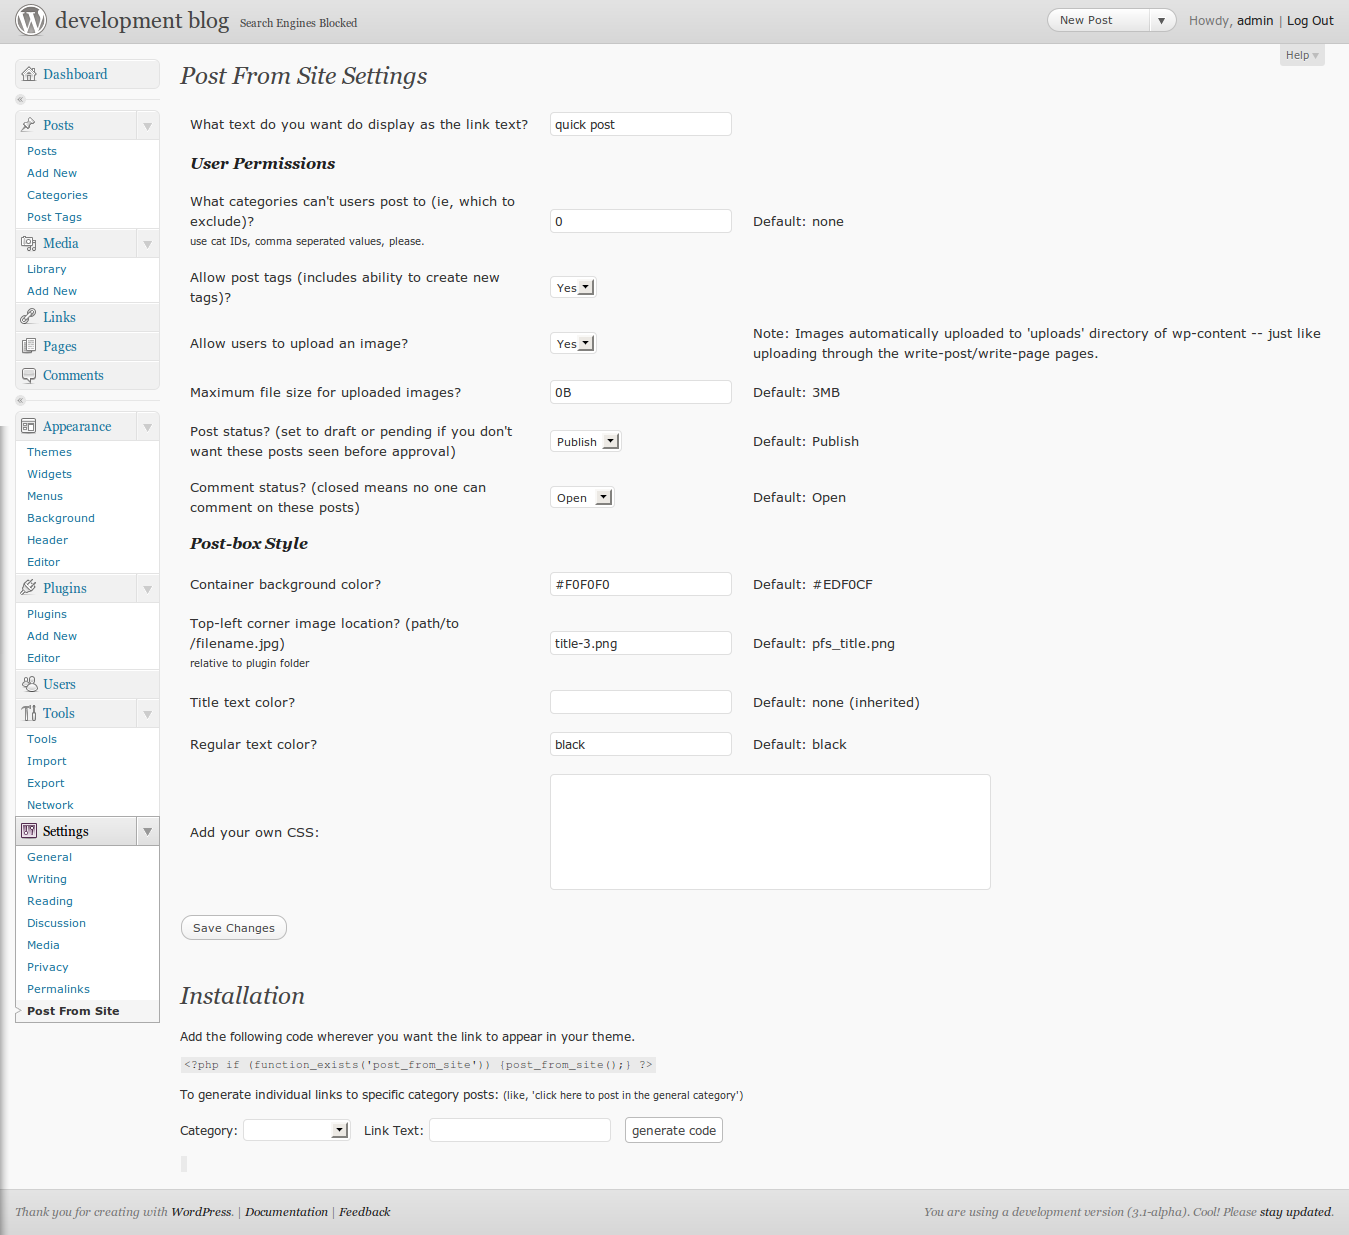 development blog Search Engines Blocked
New Post
Howdy, admin | Log Out
Help
Dashboard
Posts
Posts
Add New
Categories
Post Tags
Media
Library
Add New
Links
Pages
Comments
Appearance
Themes
Widgets
Menus
Background
Header
Editor
Plugins
Plugins
Add New
Editor
Users
Tools
Tools
Import
Export
Network
Settings
General
Writing
Reading
Discussion
Media
Privacy
Permalinks
Post From Site
Post From Site Settings
What text do you want do display as the link text? quick post
User Permissions
What categories can't users post to (ie, which to
exclude)? 0 Default: none
use cat IDs, comma seperated values, please.
Allow post tags (includes ability to create new
tags)? Yes
Allow users to upload an image? Yes
Note: Images automatically uploaded to 'uploads' directory of wp-content -- just like
uploading through the write-post/write-page pages.
Maximum file size for uploaded images? 0B Default: 3MB
Post status? (set to draft or pending if you don't
want these posts seen before approval) Publish Default: Publish
Comment status? (closed means no one can
comment on these posts) Open Default: Open
Post-box Style
Container background color? #F0F0F0 Default: #EDF0CF
Top-left corner image location? (path/to
/filename.jpg) title-3.png Default: pfs_title.png
relative to plugin folder
Title text color? Default: none (inherited)
Regular text color? black Default: black
Add your own CSS:
Save Changes
Installation
Add the following code wherever you want the link to appear in your theme.
<?php if (function_exists('post_from_site')) {post_from_site();} ?>
To generate individual links to specific category posts: (like, 'click here to post in the general category')
Category: Link Text: generate code
Thank you for creating with WordPress. | Documentation | Feedback
You are using a development version (3.1-alpha). Cool! Please stay updated.